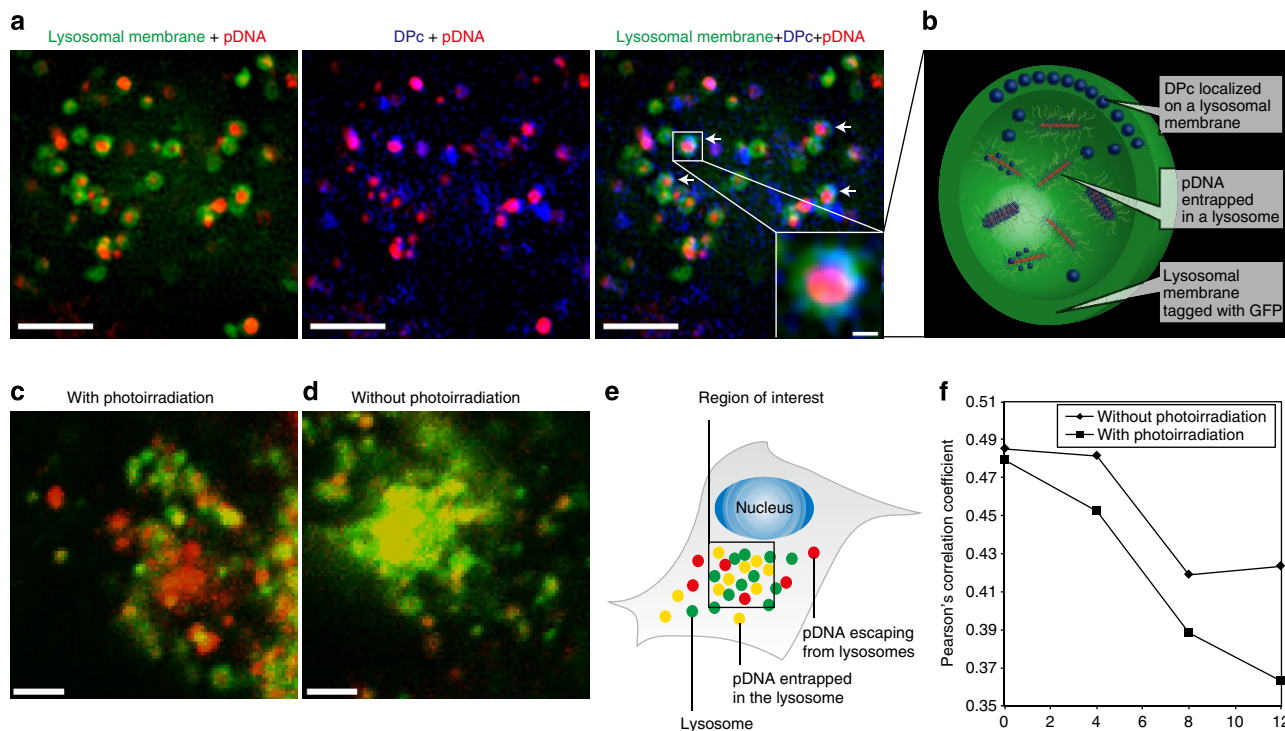 a
Lysosomal membrane + pDNA
DPc + pDNA
Lysosomal membrane+DPc+pDNA
b
DPc localized
on a lysosomal
membrane
pDNA
entrapped
in a lysosome
Lysosomal
membrane
tagged with GFP
c
With photoirradiation
d
Without photoirradiation
e
Region of interest
Nucleus
pDNA escaping
from lysosomes
pDNA entrapped
in the lysosome
Lysosome
f
Pearson's correlation coefficient
0.51
0.49
0.47
0.45
0.43
0.41
0.39
0.37
0.35
Without photoirradiation
With photoirradiation
0 2 4 6 8 10 12